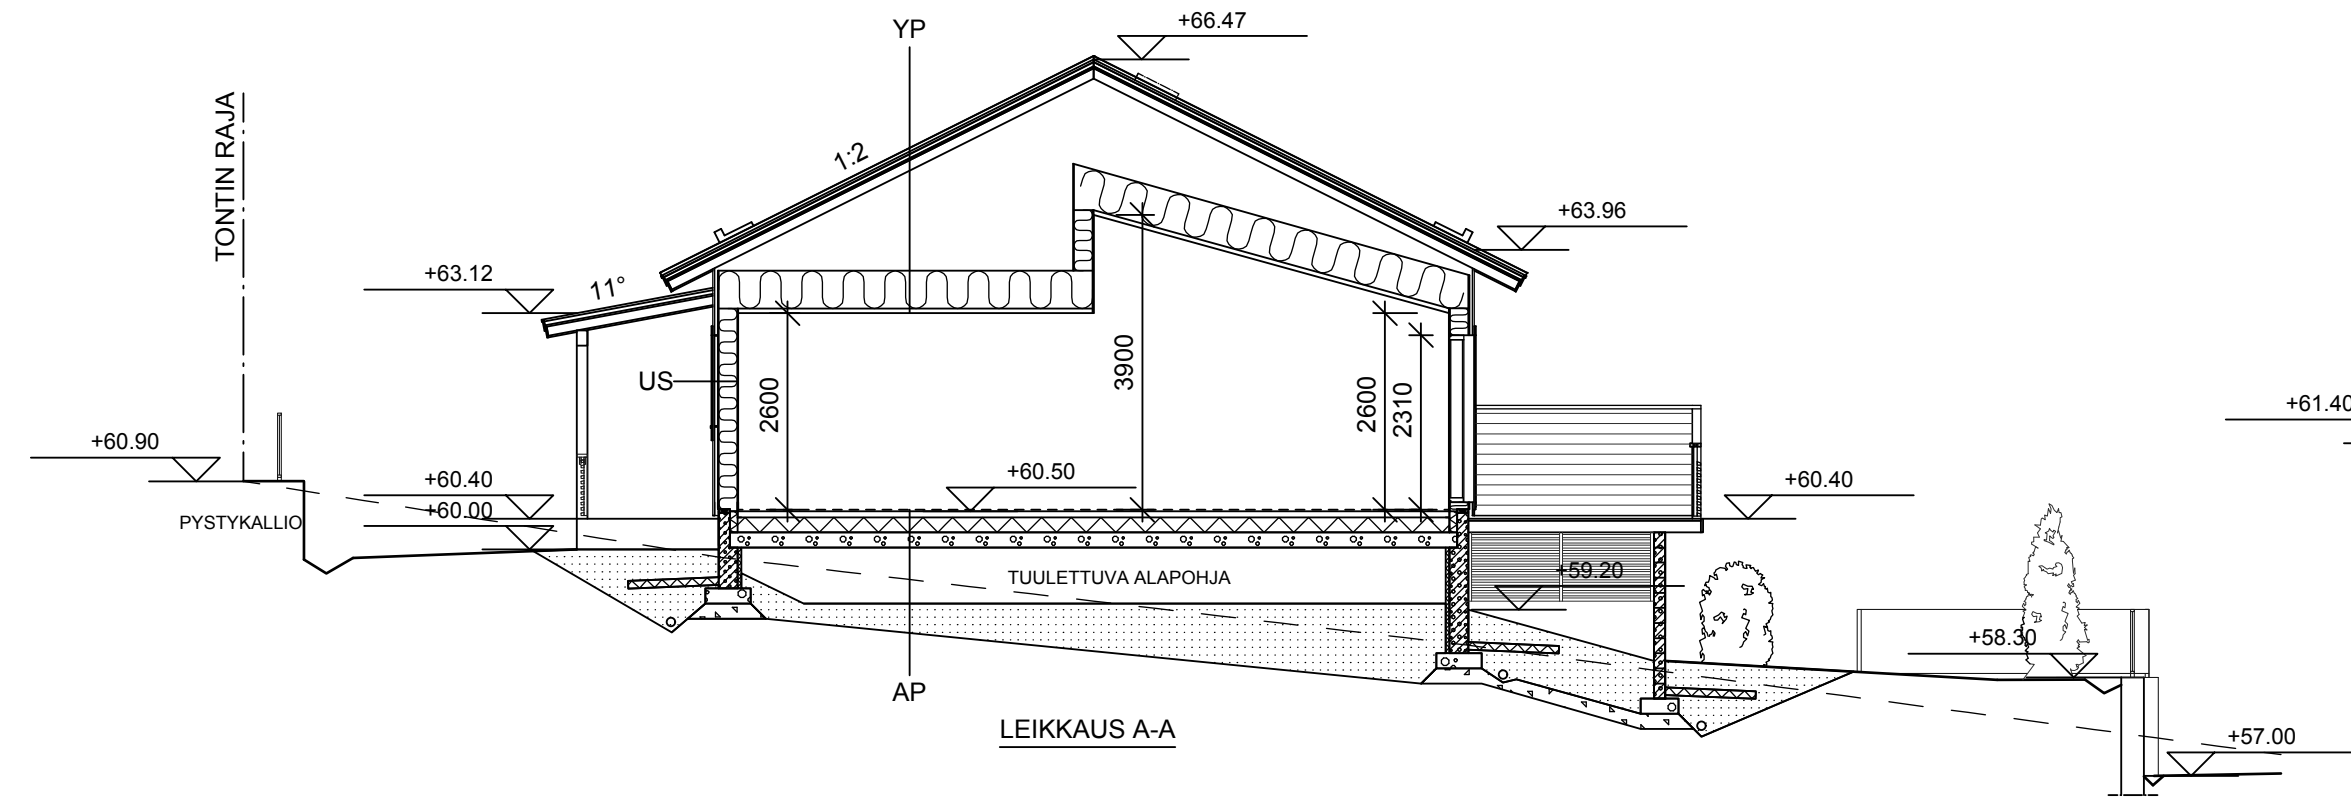 +66.47
YP
TONTIN RAJA
1:2
+63.96
+63.12
11°
3900
US
2600
2600
2310
+61.40
+60.90
+60.50
+60.40
+60.40
+60.00
PYSTYKALLIO
TUULETTUVA ALAPOHJA
+59.20
+58.30
AP
LEIKKAUS A-A
+57.00